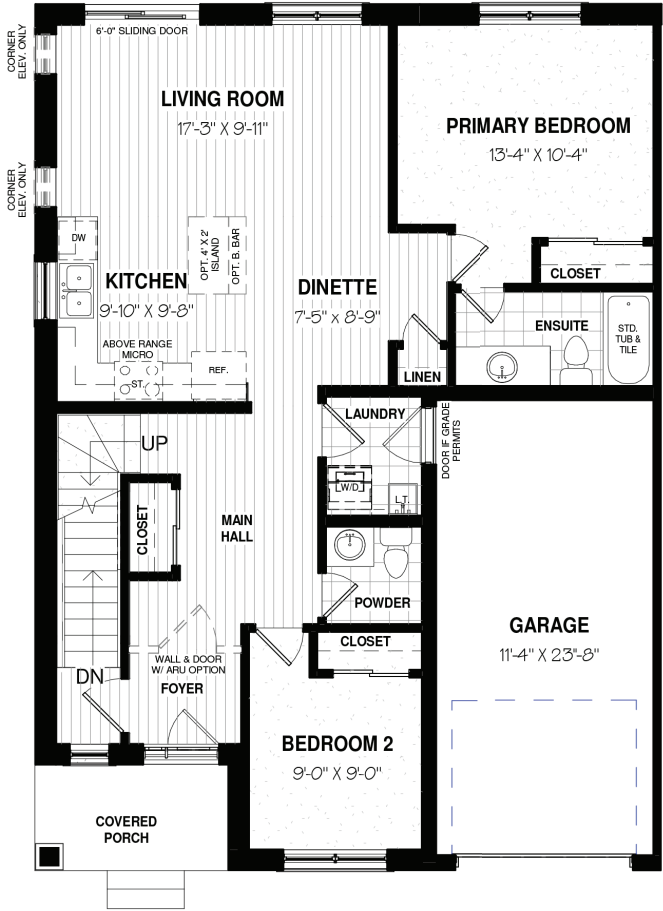 6'-0" SLIDING DOOR
CORNER
ELEV. ONLY
LIVING ROOM
17'-3" X 9'-11"
PRIMARY BEDROOM
13'-4" X 10'-4"
CORNER
ELEV. ONLY
DW
OPT. 4' X 2'
ISLAND
OPT. B. BAR
KITCHEN
9'-10" X 9'-8"
DINETTE
7'-5" x 8'-9"
CLOSET
ENSUITE
STD.
TUB &
TILE
ABOVE RANGE
MICRO
ST.
REF.
LINEN
LAUNDRY
DOOR IF GRADE
PERMITS
UP
W/D
L.T.
CLOSET
MAIN
HALL
POWDER
GARAGE
11'-4" X 23'-8"
CLOSET
WALL & DOOR
W/ ARU OPTION
DN
FOYER
BEDROOM 2
9'-0" X 9'-0"
COVERED
PORCH